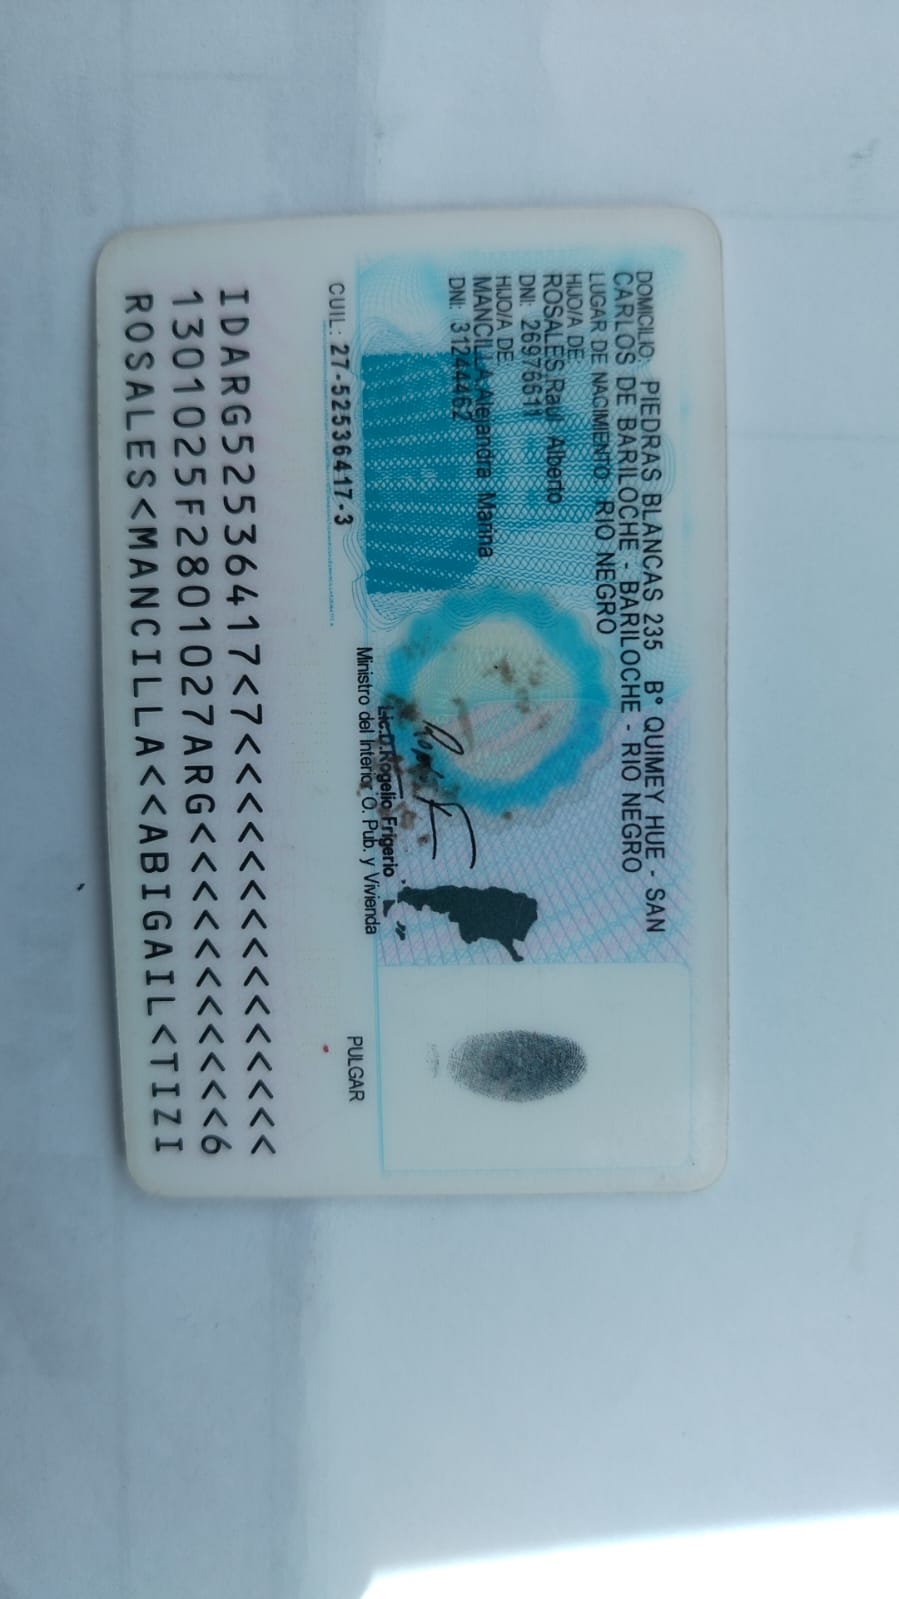 DOMICILIO: PIEDRAS BLANCAS 235 B° QUIMEY HUE - SAN
CARLOS DE BARILOCHE - BARILOCHE - RIO NEGRO
LUGAR DE NACIMIENTO: RIO NEGRO
HIJO/A DE
ROSALES,Raul Alberto
DNI: 26976611
HIJO/A DE
MANCILLA,Alejandra Marina
DNI: 31244462
Lic.D.Rogelio Frigerio
Ministro del Interior, O. Pub. y Vivienda
CUIL: 27-52536417-3
PULGAR
IDARG52536417<7<<<<<<<<<<<<<<<
1301025F2801027ARG<<<<<<<<<<<6
ROSALES<MANCILLA<<ABIGAIL<TIZI